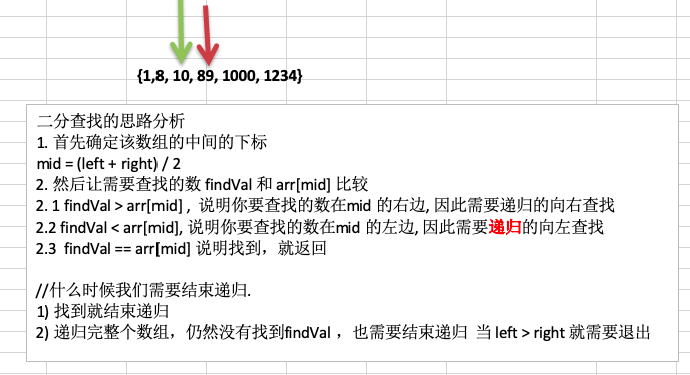 {1,8, 10, 89, 1000, 1234}
二分查找的思路分析
1. 首先确定该数组的中间的下标
mid = (left + right) / 2
2. 然后让需要查找的数 findVal 和 arr[mid] 比较
2. 1 findVal > arr[mid] , 说明你要查找的数在mid 的右边, 因此需要递归的向右查找
2.2 findVal < arr[mid], 说明你要查找的数在mid 的左边, 因此需要递归的向左查找
2.3 findVal == arr[mid] 说明找到，就返回
//什么时候我们需要结束递归.
1) 找到就结束递归
2) 递归完整个数组，仍然没有找到findVal ，也需要结束递归 当 left > right 就需要退出